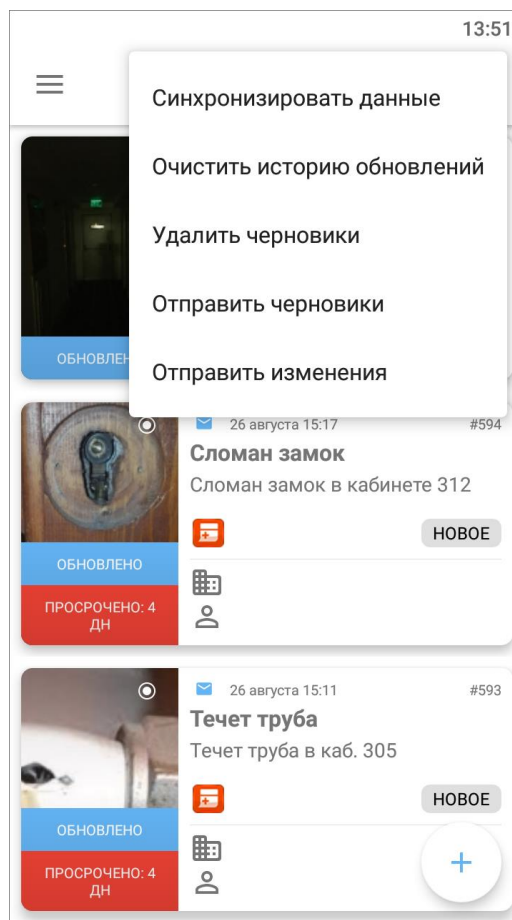 13:51
Синхронизировать данные
Очистить историю обновлений
Удалить черновики
Отправить черновики
Отправить изменения
26 августа 15:17
#594
Сломан замок
Сломан замок в кабинете 312
НОВОЕ
ОБНОВЛЕНО
ПРОСРОЧЕНО: 4
ДН
26 августа 15:11
#593
Течет труба
Течет труба в каб. 305
НОВОЕ
ОБНОВЛЕНО
ПРОСРОЧЕНО: 4
ДН